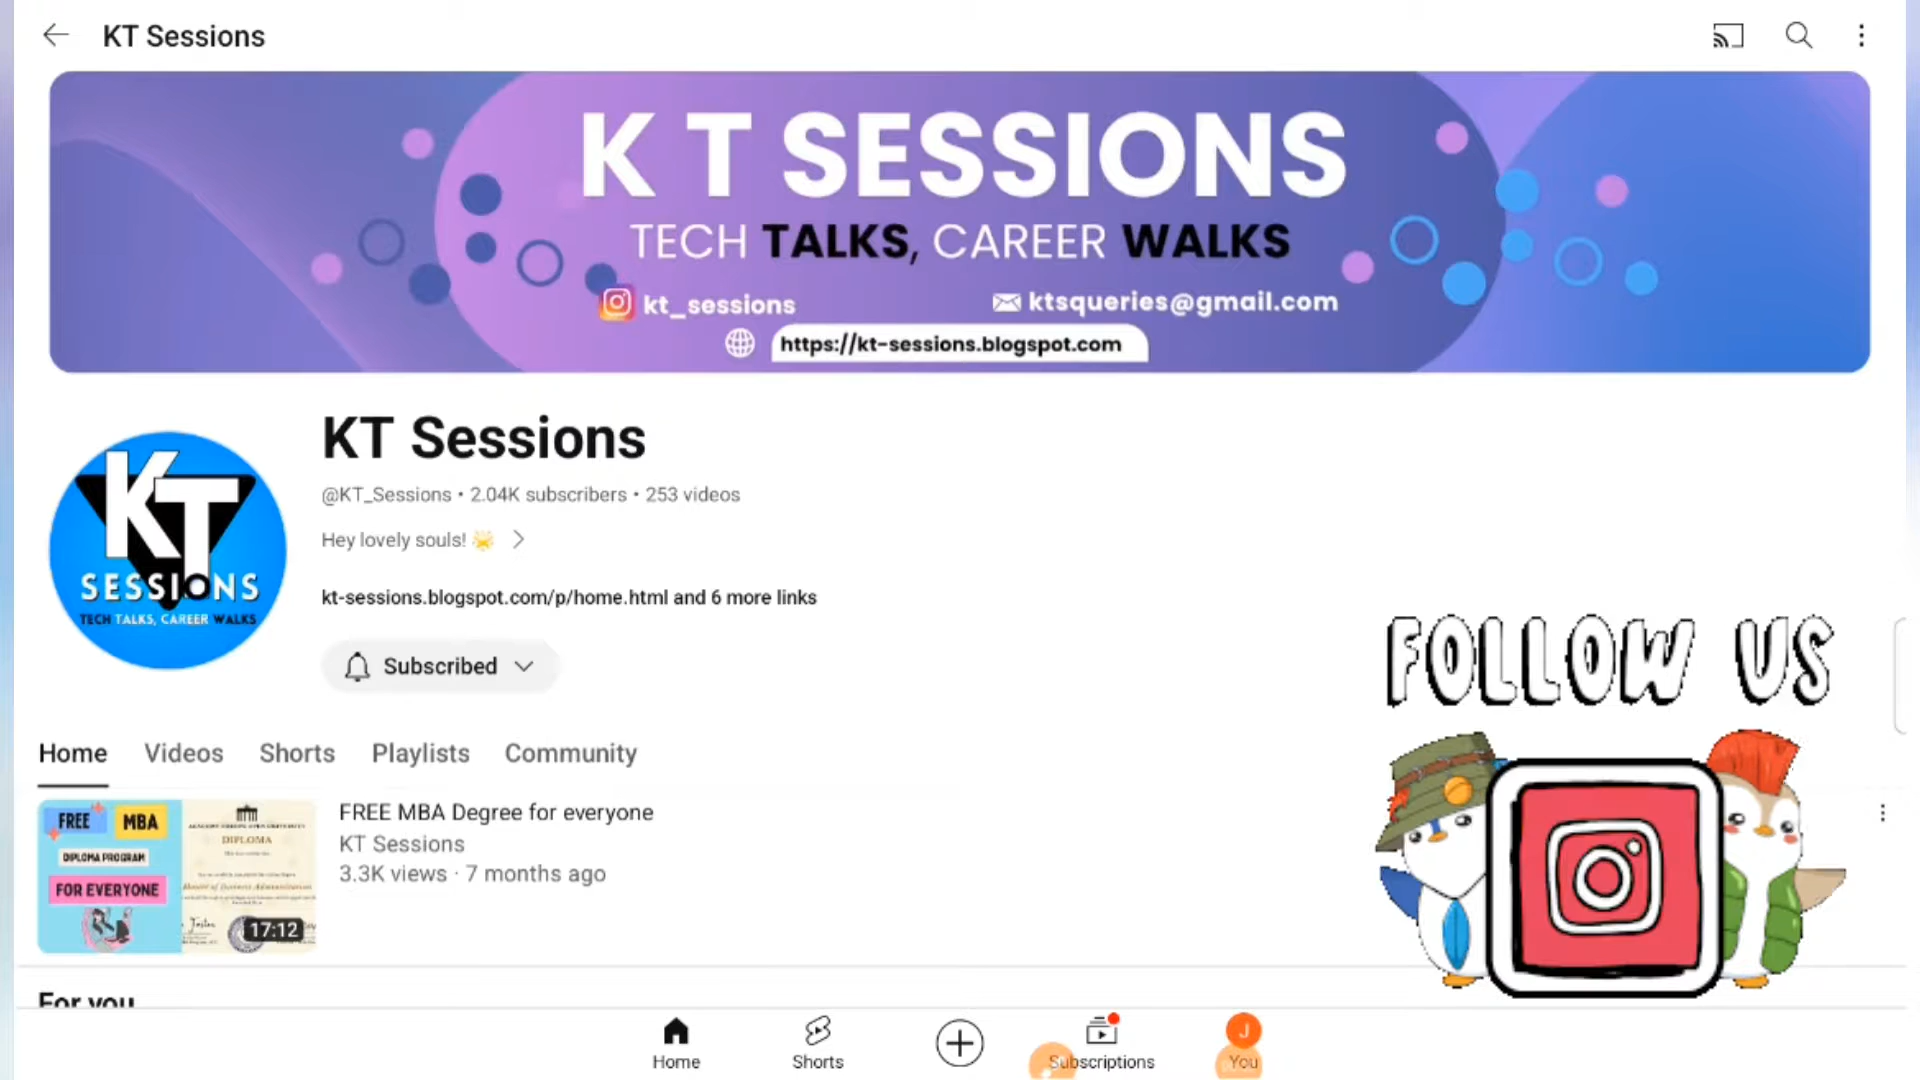 KT Sessions
K T SESSIONS
TECH TALKS, CAREER WALKS
kt_sessions
ktsqueries@gmail.com
https://kt-sessions.blogspot.com
KT
SESSIONS
TECH TALKS, CAREER WALKS
KT Sessions
@KT_Sessions • 2.04K subscribers • 253 videos
Hey lovely souls! 🌟
kt-sessions.blogspot.com/p/home.html and 6 more links
Subscribed
FOLLOW US
Home Videos Shorts Playlists Community
FREE MBA
DIPLOMA PROGRAM
FOR EVERYONE
DIPLOMA
17:12
FREE MBA Degree for everyone
KT Sessions
3.3K views · 7 months ago
For you
Home
Shorts
Subscriptions
J
You